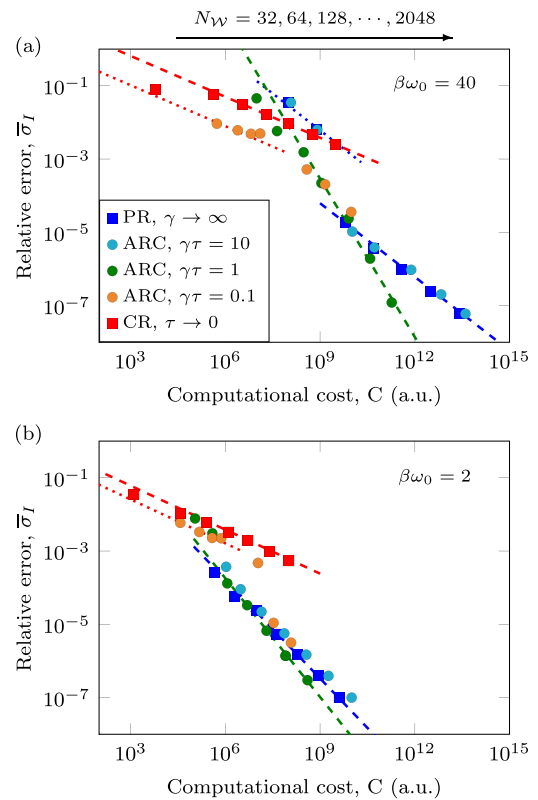 N_W = 32, 64, 128, ⋯, 2048
(a)
βω₀ = 40
10⁻¹
10⁻³
10⁻⁵
10⁻⁷
Relative error, σ̅_I
PR, γ → ∞
ARC, γτ = 10
ARC, γτ = 1
ARC, γτ = 0.1
CR, τ → 0
10³ 10⁶ 10⁹ 10¹² 10¹⁵
Computational cost, C (a.u.)
(b)
βω₀ = 2
10⁻¹
10⁻³
10⁻⁵
10⁻⁷
Relative error, σ̅_I
10³ 10⁶ 10⁹ 10¹² 10¹⁵
Computational cost, C (a.u.)